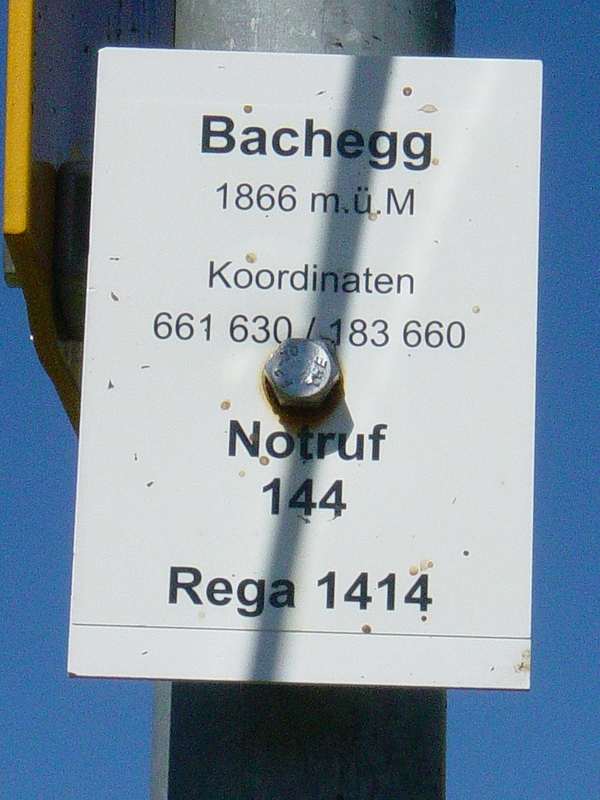 Bachegg
1866 m.ü.M
Koordinaten
661 630 / 183 660
Notruf
144
Rega 1414